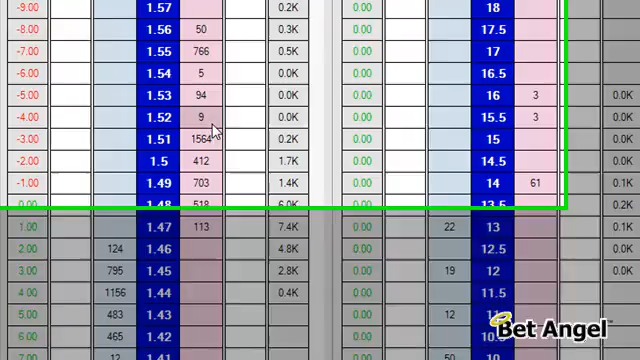 -9.00 1.57 0.2K 0.00 18
-8.00 1.56 50 0.3K 0.00 17.5
-7.00 1.55 766 0.5K 0.00 17
-6.00 1.54 5 0.0K 0.00 16.5
-5.00 1.53 94 0.0K 0.00 16 3 0.0K
-4.00 1.52 9 0.0K 0.00 15.5 3 0.0K
-3.00 1.51 1564 0.2K 0.00 15
-2.00 1.5 412 1.7K 0.00 14.5
-1.00 1.49 703 1.4K 0.00 14 61 0.1K
0.00 1.48 518 6.0K 0.00 13.5 0.2K
1.00 1.47 113 7.4K 0.00 22 13 0.1K
2.00 124 1.46 4.8K 0.00 12.5 0.0K
3.00 795 1.45 2.8K 0.00 19 12 0.0K
4.00 1156 1.44 0.4K 0.00 11.5
5.00 483 1.43 0.00 12
6.00 465 1.42 0.00
7.00 12 1.41 0.00 50
Bet Angel